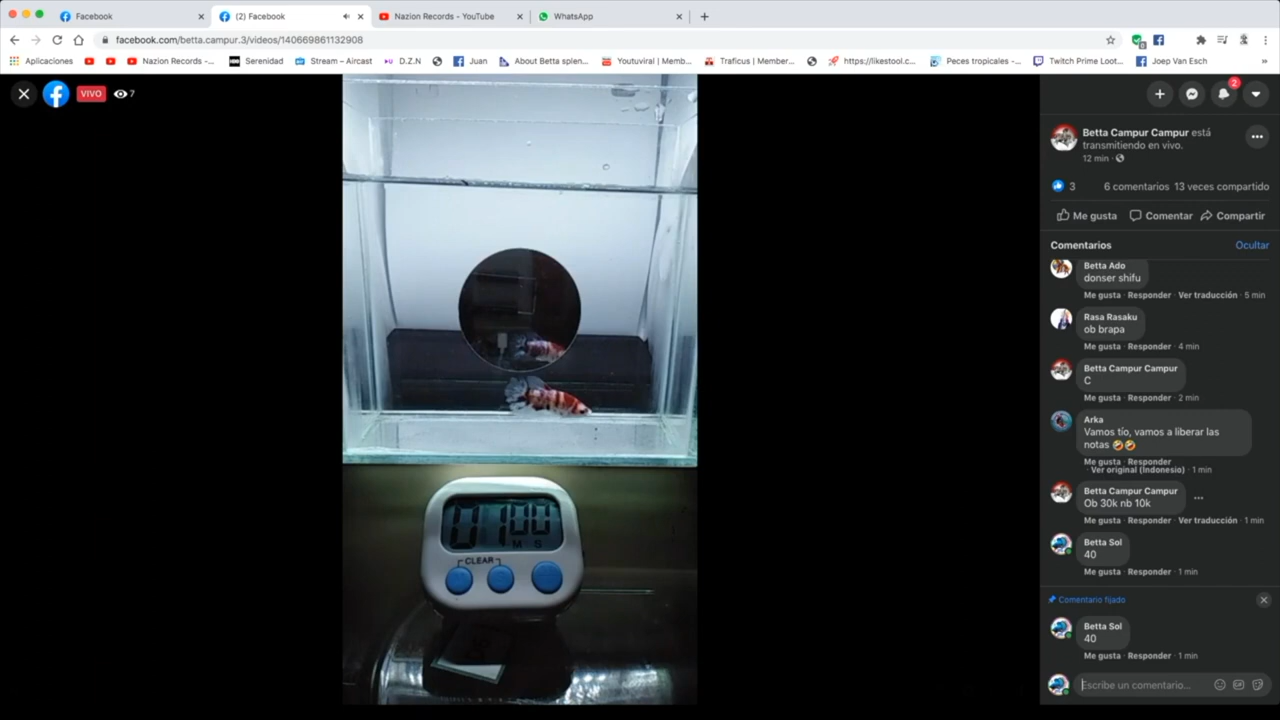 Facebook
(2) Facebook
Nazion Records - YouTube
WhatsApp
facebook.com/betta.campur.3/videos/140669861132908
Aplicaciones
Nazion Records -...
Serenidad
Stream – Aircast
D.Z.N
Juan
About Betta splen...
Youtuviral | Memb...
Traficus | Member...
https://likestool.c...
Peces tropicales -...
Twitch Prime Loot...
Joep Van Esch
»
VIVO
7
2
Betta Campur Campur está
transmitiendo en vivo.
12 min ·
3
6 comentarios 13 veces compartido
Me gusta
Comentar
Compartir
Comentarios
Ocultar
Betta Ado
donser shifu
Me gusta · Responder · Ver traducción · 5 min
Rasa Rasaku
ob brapa
Me gusta · Responder · 4 min
Betta Campur Campur
C
Me gusta · Responder · 2 min
Arka
Vamos tío, vamos a liberar las
notas 🤣🤣
Me gusta · Responder
· Ver original (Indonesio) · 1 min
Betta Campur Campur
Ob 30k nb 10k
Me gusta · Responder · Ver traducción · 1 min
Betta Sol
40
Me gusta · Responder · 1 min
Comentario fijado
Betta Sol
40
Me gusta · Responder · 1 min
Escribe un comentario...
GIF
01 00
M S
CLEAR